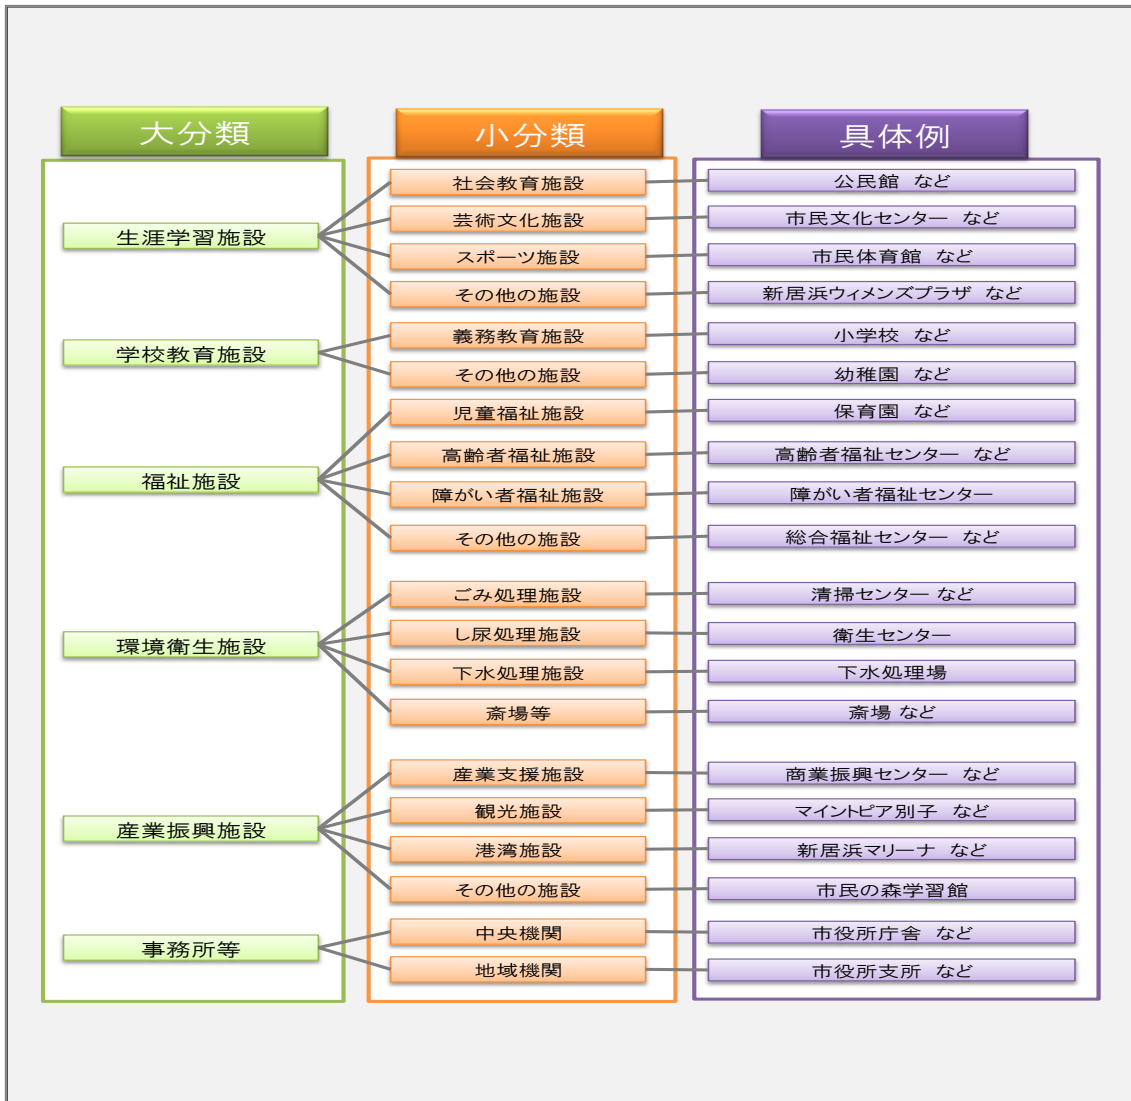 大分類
小分類
具体例
生涯学習施設
社会教育施設
公民館 など
芸術文化施設
市民文化センター など
スポーツ施設
市民体育館 など
その他の施設
新居浜ウィメンズプラザ など
学校教育施設
義務教育施設
小学校 など
その他の施設
幼稚園 など
福祉施設
児童福祉施設
保育園 など
高齢者福祉施設
高齢者福祉センター など
障がい者福祉施設
障がい者福祉センター
その他の施設
総合福祉センター など
環境衛生施設
ごみ処理施設
清掃センター など
し尿処理施設
衛生センター
下水処理施設
下水処理場
斎場等
斎場 など
産業振興施設
産業支援施設
商業振興センター など
観光施設
マイントピア別子 など
港湾施設
新居浜マリーナ など
その他の施設
市民の森学習館
事務所等
中央機関
市役所庁舎 など
地域機関
市役所支所 など